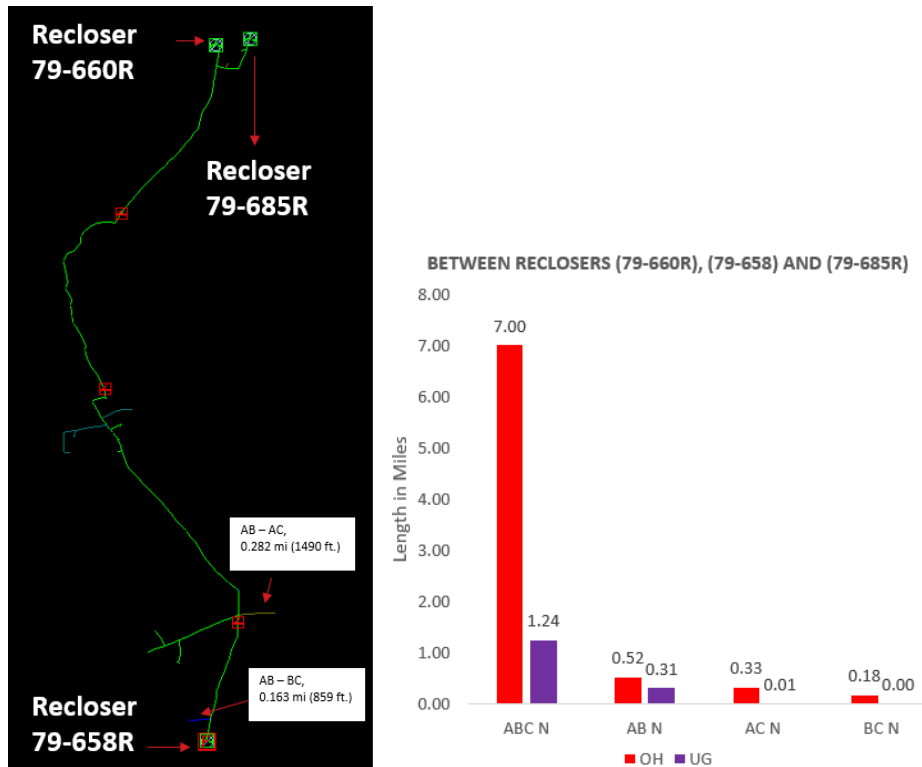 Recloser
79-660R
Recloser
79-685R
AB – AC,
0.282 mi (1490 ft.)
AB – BC,
0.163 mi (859 ft.)
Recloser
79-658R
BETWEEN RECLOSERS (79-660R), (79-658) AND (79-685R)
Length in Miles
8.00
7.00
6.00
5.00
4.00
3.00
2.00
1.00
0.00
7.00
1.24
0.52
0.31
0.33
0.01
0.18
0.00
ABC N
AB N
AC N
BC N
OH
UG